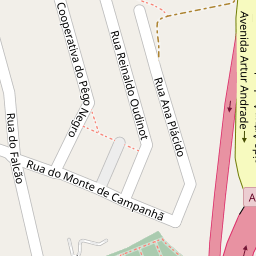 Cooperativa do Pêgo Negro
Rua Reinaldo Oudinot
Rua Ana Plácido
Avenida Artur Andrade
Rua do Falcão
Rua do Monte de Campanhã
A